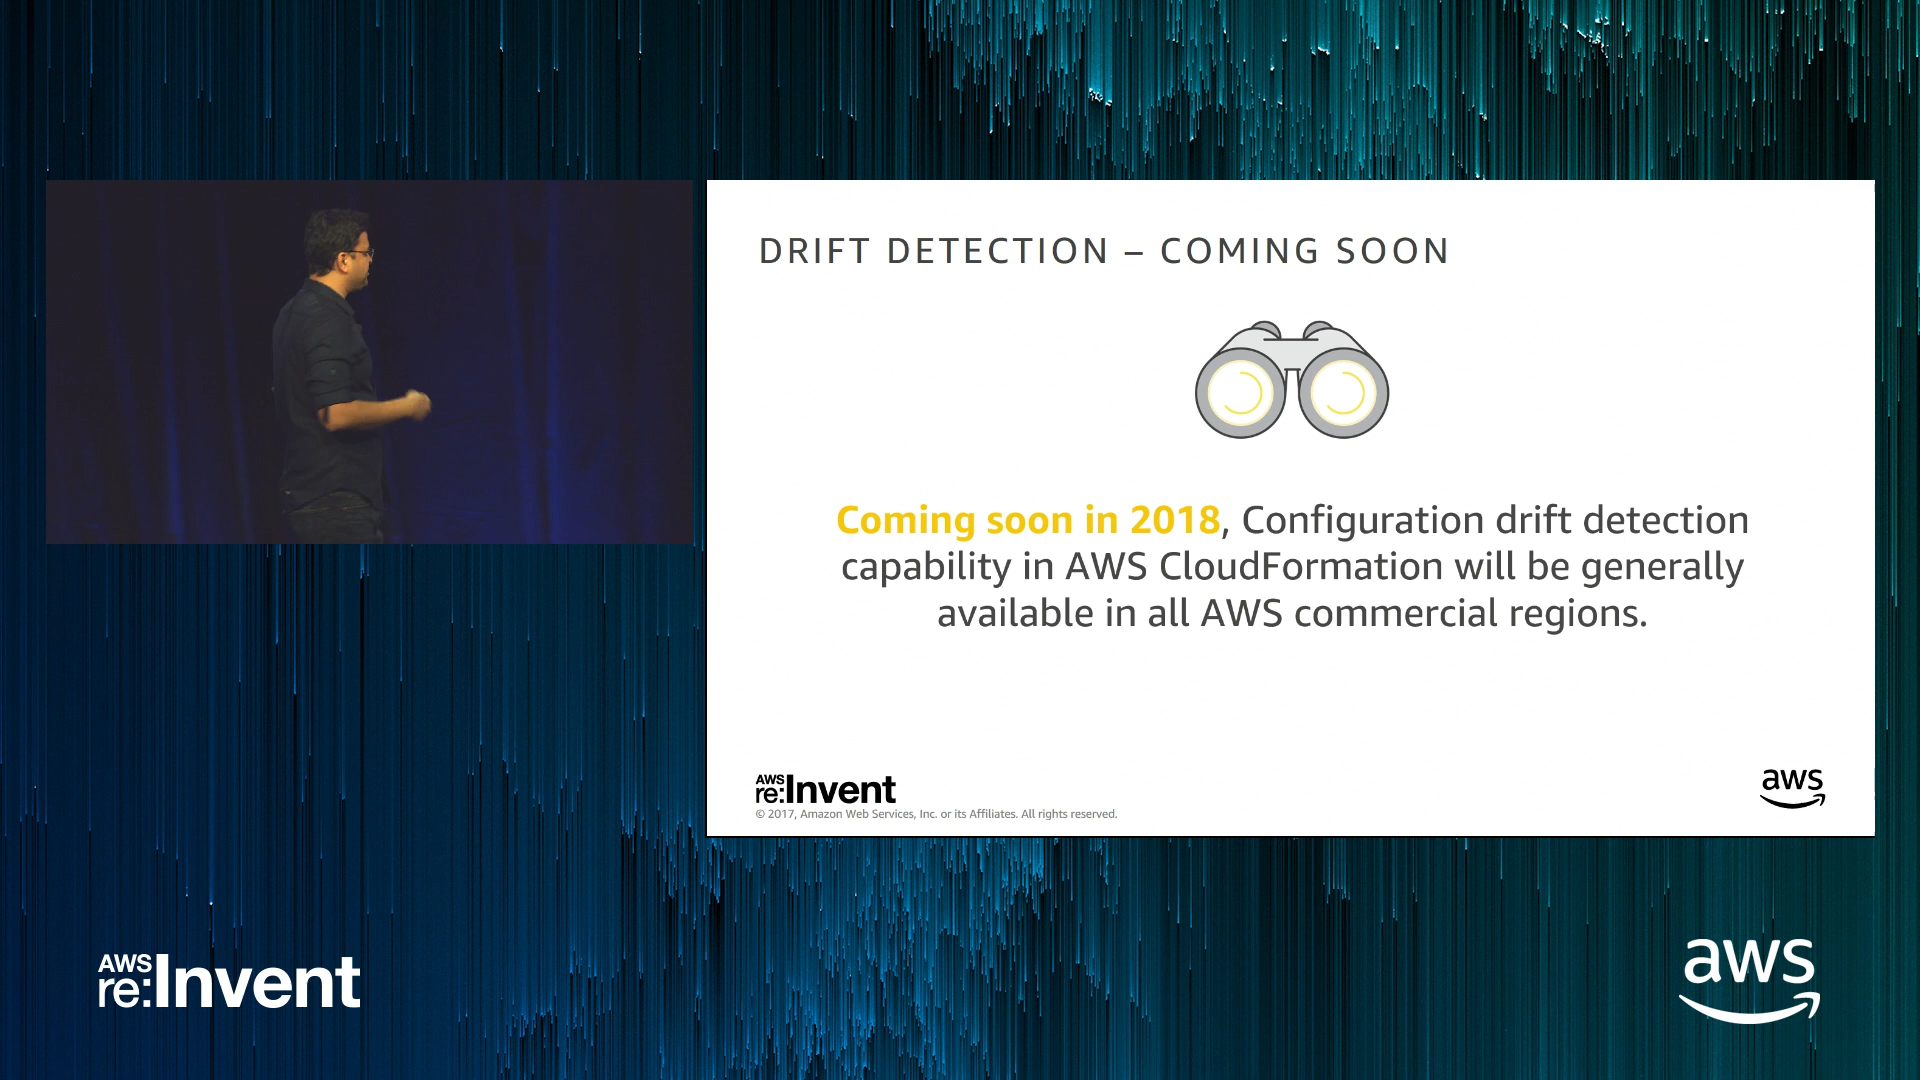 DRIFT DETECTION – COMING SOON
Coming soon in 2018, Configuration drift detection
capability in AWS CloudFormation will be generally
available in all AWS commercial regions.
AWS
re:Invent
© 2017, Amazon Web Services, Inc. or its Affiliates. All rights reserved.
aws
AWS
re:Invent
aws